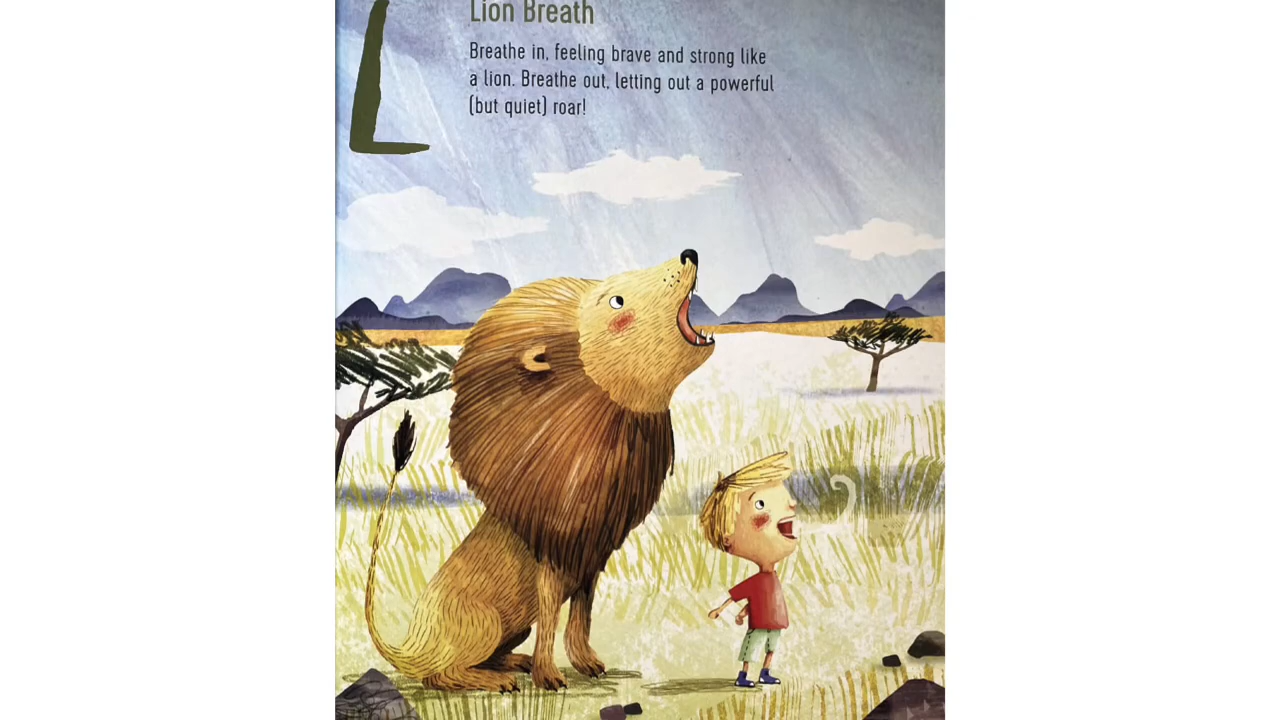 L
Lion Breath
Breathe in, feeling brave and strong like
a lion. Breathe out, letting out a powerful
(but quiet) roar!